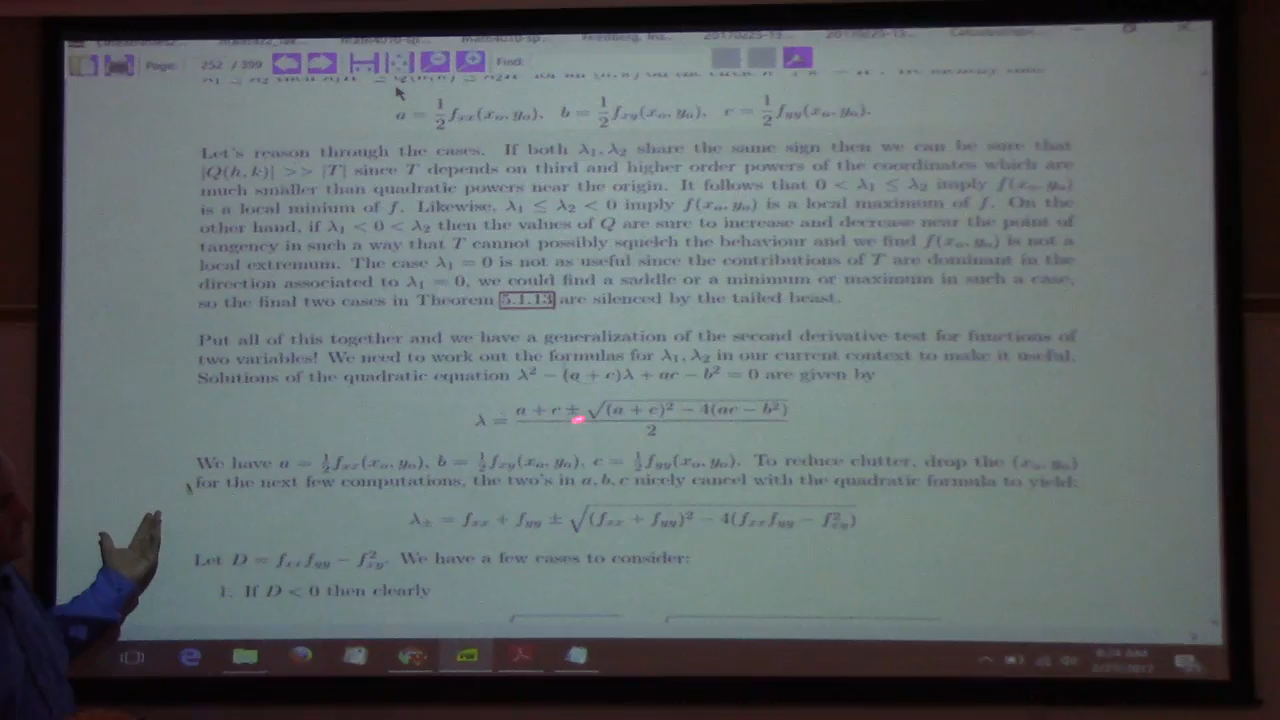 Page: 252 / 399 Find:
a = 1/2 f_xx(x_o, y_o), b = 1/2 f_xy(x_o, y_o), c = 1/2 f_yy(x_o, y_o).
Let's reason through the cases. If both λ₁, λ₂ share the same sign then we can be sure that
|Q(h, k)| >> |T| since T depends on third and higher order powers of the coordinates which are
much smaller than quadratic powers near the origin. It follows that 0 < λ₁ ≤ λ₂ imply f(x_o, y_o)
is a local minium of f. Likewise, λ₁ ≤ λ₂ < 0 imply f(x_o, y_o) is a local maximum of f. On the
other hand, if λ₁ < 0 < λ₂ then the values of Q are sure to increase and decrease near the point of
tangency in such a way that T cannot possibly squelch the behaviour and we find f(x_o, y_o) is not a
local extremum. The case λ₁ = 0 is not as useful since the contributions of T are dominant in the
direction associated to λ₁ = 0, we could find a saddle or a minimum or maximum in such a case,
so the final two cases in Theorem 5.1.13 are silenced by the tailed beast.
Put all of this together and we have a generalization of the second derivative test for functions of
two variables! We need to work out the formulas for λ₁, λ₂ in our current context to make it useful.
Solutions of the quadratic equation λ² − (a + c)λ + ac − b² = 0 are given by
λ = (a + c ± √((a + c)² − 4(ac − b²))) / 2
We have a = 1/2 f_xx(x_o, y_o), b = 1/2 f_xy(x_o, y_o), c = 1/2 f_yy(x_o, y_o). To reduce clutter, drop the (x_o, y_o)
for the next few computations, the two's in a, b, c nicely cancel with the quadratic formula to yield:
λ± = f_xx + f_yy ± √((f_xx + f_yy)² − 4(f_xx f_yy − f²_xy)
Let D = f_xx f_yy − f²_xy. We have a few cases to consider:
1. If D < 0 then clearly